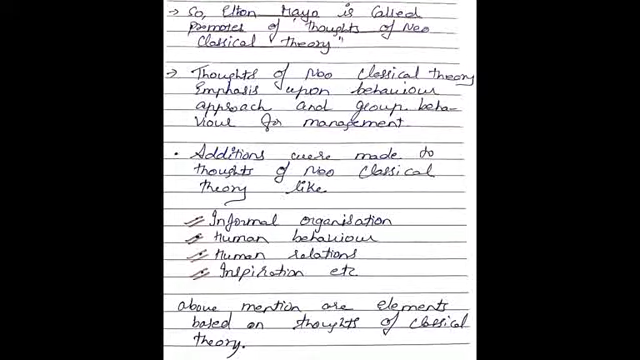 → So, Elton Mayo is called
promoter of "thoughts of Neo
Classical theory"
→ Thoughts of Neo Classical theory
Emphasis upon behaviour
approach and group beha-
viour for management
• Additions were made to
thoughts of Neo Classical
theory like
Informal organisation
Human behaviour
Human relations
Inspiration etc
above mention are elements
based on thoughts of classical
theory.